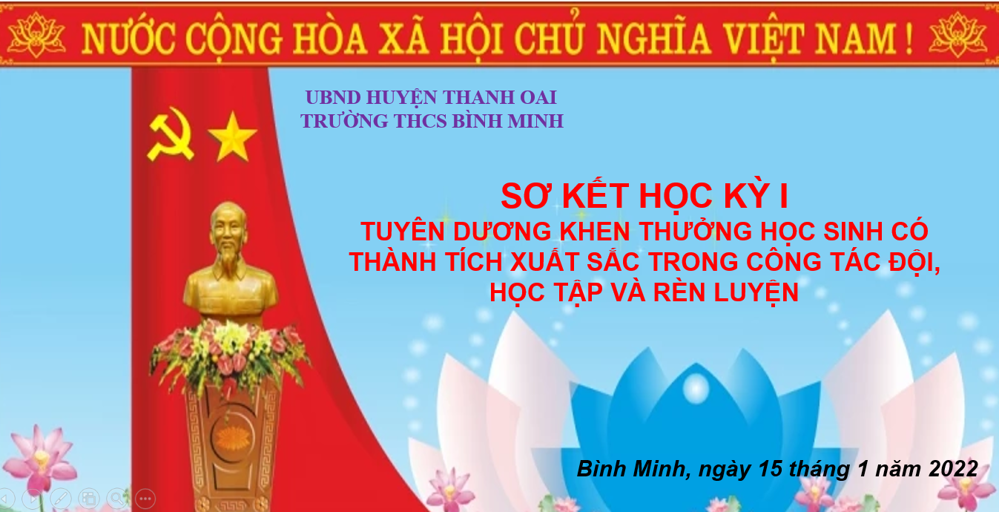 NƯỚC CỘNG HÒA XÃ HỘI CHỦ NGHĨA VIỆT NAM !
UBND HUYỆN THANH OAI
TRƯỜNG THCS BÌNH MINH
SƠ KẾT HỌC KỲ I
TUYÊN DƯƠNG KHEN THƯỞNG HỌC SINH CÓ
THÀNH TÍCH XUẤT SẮC TRONG CÔNG TÁC ĐỘI,
HỌC TẬP VÀ RÈN LUYỆN
Bình Minh, ngày 15 tháng 1 năm 2022